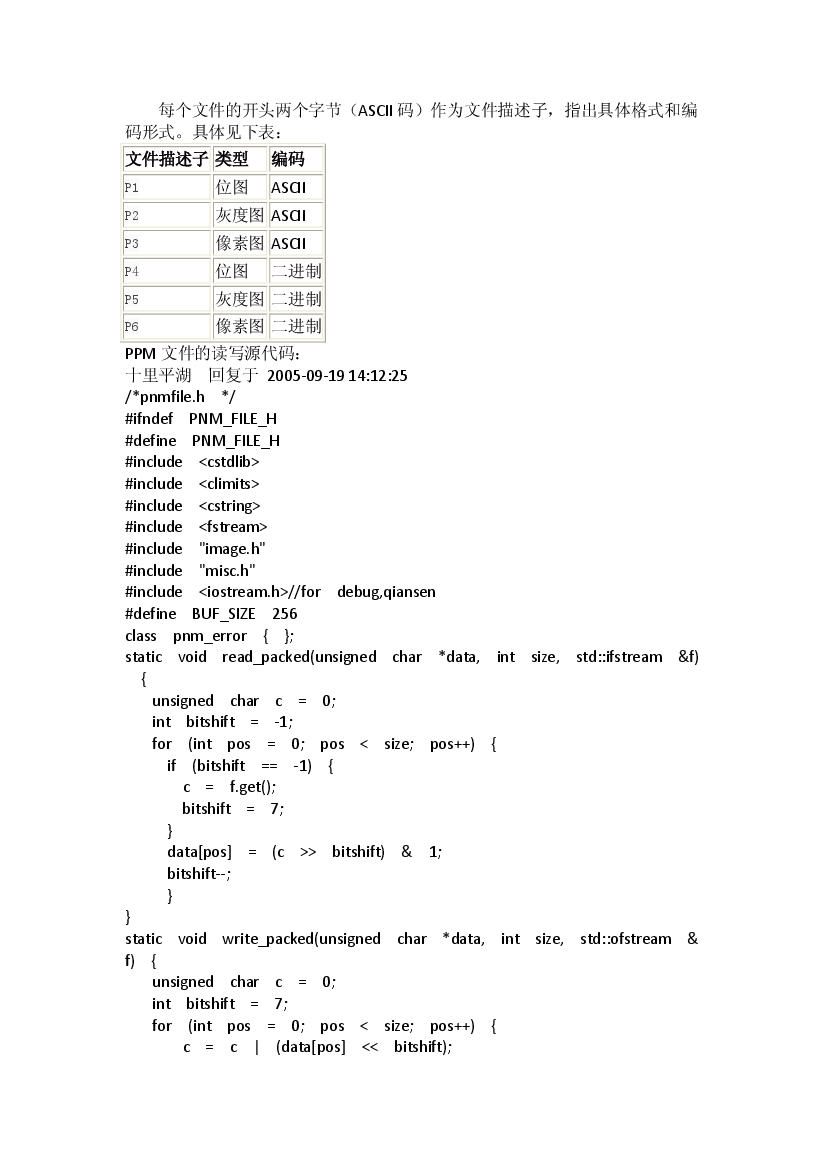 每个文件的开头两个字节（ASCII 码）作为文件描述子，指出具体格式和编
码形式。具体见下表：
文件描述子 类型 编码
P1 位图 ASCII
P2 灰度图 ASCII
P3 像素图 ASCII
P4 位图 二进制
P5 灰度图 二进制
P6 像素图 二进制
PPM 文件的读写源代码：
十里平湖 回复于 2005-09-19 14:12:25
/*pnmfile.h */
#ifndef PNM_FILE_H
#define PNM_FILE_H
#include <cstdlib>
#include <climits>
#include <cstring>
#include <fstream>
#include "image.h"
#include "misc.h"
#include <iostream.h>//for debug,qiansen
#define BUF_SIZE 256
class pnm_error { };
static void read_packed(unsigned char *data, int size, std::ifstream &f)
{
unsigned char c = 0;
int bitshift = -1;
for (int pos = 0; pos < size; pos++) {
if (bitshift == -1) {
c = f.get();
bitshift = 7;
}
data[pos] = (c >> bitshift) & 1;
bitshift--;
}
}
static void write_packed(unsigned char *data, int size, std::ofstream &
f) {
unsigned char c = 0;
int bitshift = 7;
for (int pos = 0; pos < size; pos++) {
c = c | (data[pos] << bitshift);